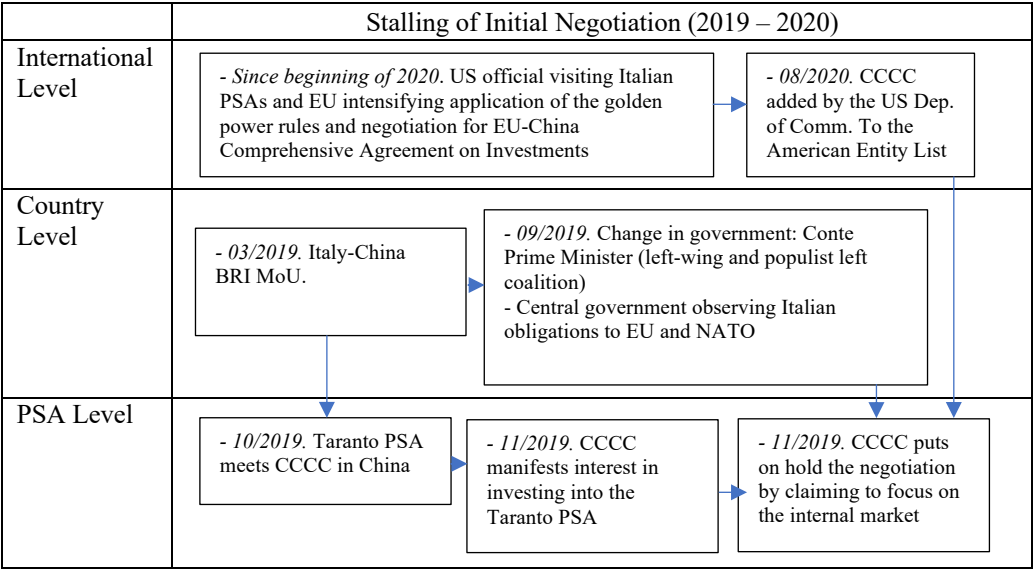 Stalling of Initial Negotiation (2019 – 2020)
International
Level
- Since beginning of 2020. US official visiting Italian
PSAs and EU intensifying application of the golden
power rules and negotiation for EU-China
Comprehensive Agreement on Investments
- 08/2020. CCCC
added by the US Dep.
of Comm. To the
American Entity List
Country
Level
- 03/2019. Italy-China
BRI MoU.
- 09/2019. Change in government: Conte
Prime Minister (left-wing and populist left
coalition)
- Central government observing Italian
obligations to EU and NATO
PSA Level
- 10/2019. Taranto PSA
meets CCCC in China
- 11/2019. CCCC
manifests interest in
investing into the
Taranto PSA
- 11/2019. CCCC puts
on hold the negotiation
by claiming to focus on
the internal market